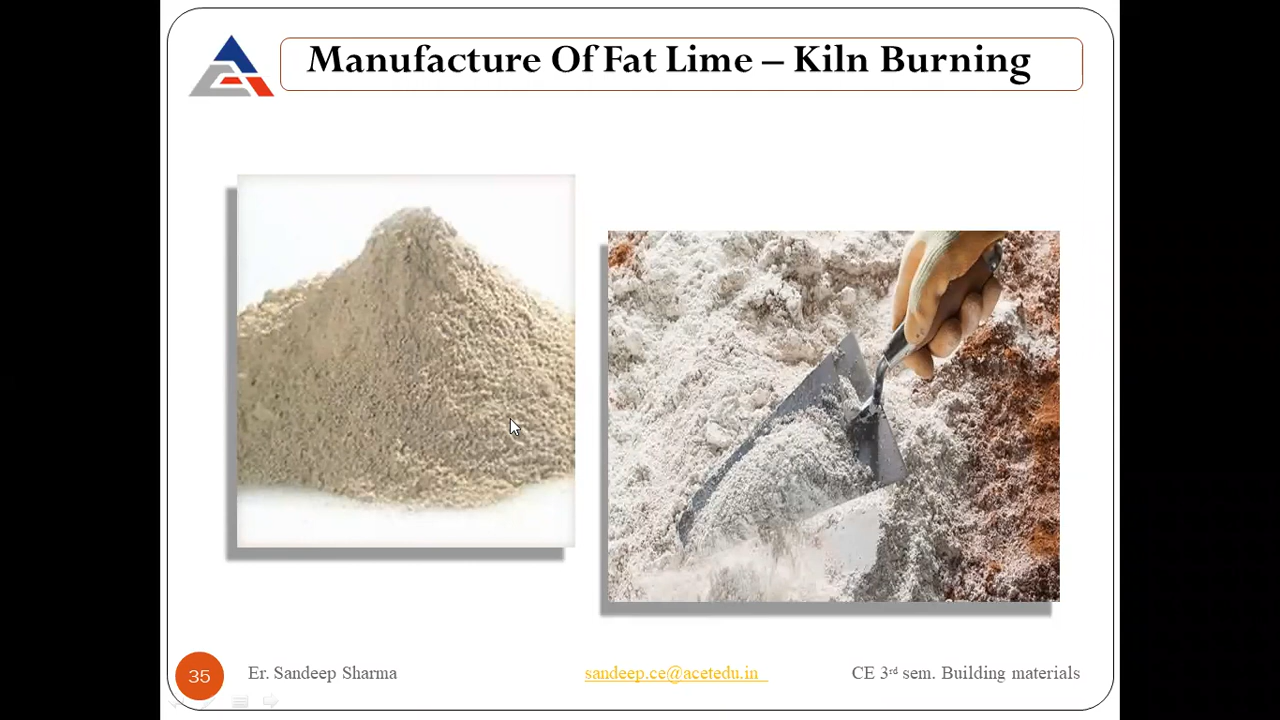 Manufacture Of Fat Lime – Kiln Burning
35
Er. Sandeep Sharma
sandeep.ce@acetedu.in
CE 3rd sem. Building materials